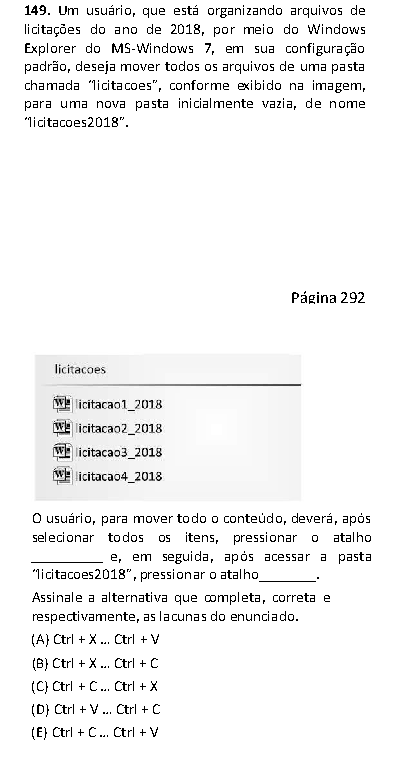 149. Um usuário, que está organizando arquivos de
licitações do ano de 2018, por meio do Windows
Explorer do MS-Windows 7, em sua configuração
padrão, deseja mover todos os arquivos de uma pasta
chamada "licitacoes", conforme exibido na imagem,
para uma nova pasta inicialmente vazia, de nome
"licitacoes2018".
Página 292
licitacoes
licitacao1_2018
licitacao2_2018
licitacao3_2018
licitacao4_2018
O usuário, para mover todo o conteúdo, deverá, após
selecionar todos os itens, pressionar o atalho
__________ e, em seguida, após acessar a pasta
"licitacoes2018", pressionar o atalho________.
Assinale a alternativa que completa, correta e
respectivamente, as lacunas do enunciado.
(A) Ctrl + X ... Ctrl + V
(B) Ctrl + X ... Ctrl + C
(C) Ctrl + C ... Ctrl + X
(D) Ctrl + V ... Ctrl + C
(E) Ctrl + C ... Ctrl + V